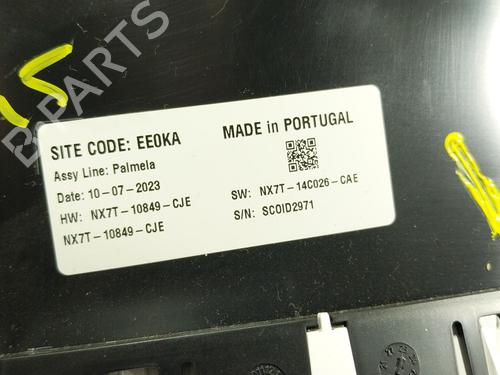 B-PARTS
SITE CODE: EE0KA
Assy Line: Palmela
Date: 10-07-2023
HW: NX7T-10849-CJE
NX7T-10849-CJE
MADE in PORTUGAL
SW: NX7T-14C026-CAE
S/N: SCOID2971